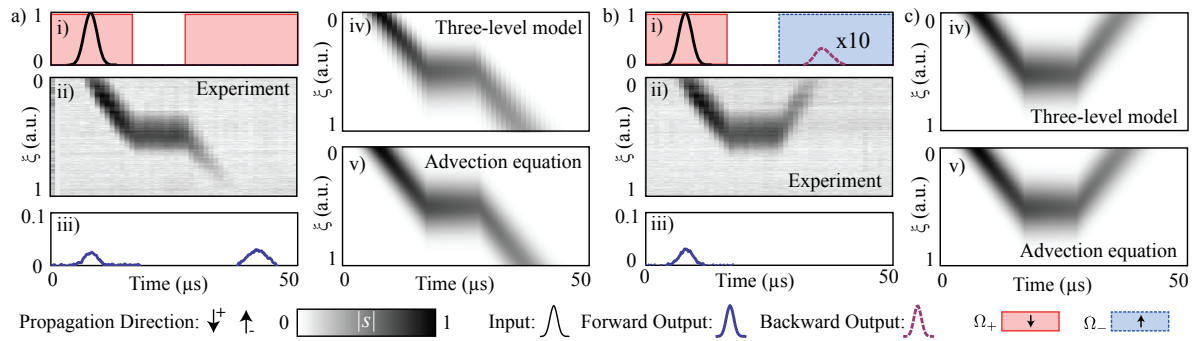 a)
i)
1
0
ii)
Experiment
0
ξ (a.u.)
1
iii)
0.1
0
0
Time (μs)
50
iv)
Three-level model
0
ξ (a.u.)
1
v)
Advection equation
0
ξ (a.u.)
1
0
Time (μs)
50
b)
i)
x10
1
0
ii)
Experiment
0
ξ (a.u.)
1
iii)
0.1
0
0
Time (μs)
50
c)
iv)
Three-level model
0
ξ (a.u.)
1
v)
Advection equation
0
ξ (a.u.)
1
0
Time (μs)
50
Propagation Direction: + -
0 |s| 1
Input:
Forward Output:
Backward Output:
Ω+
Ω−